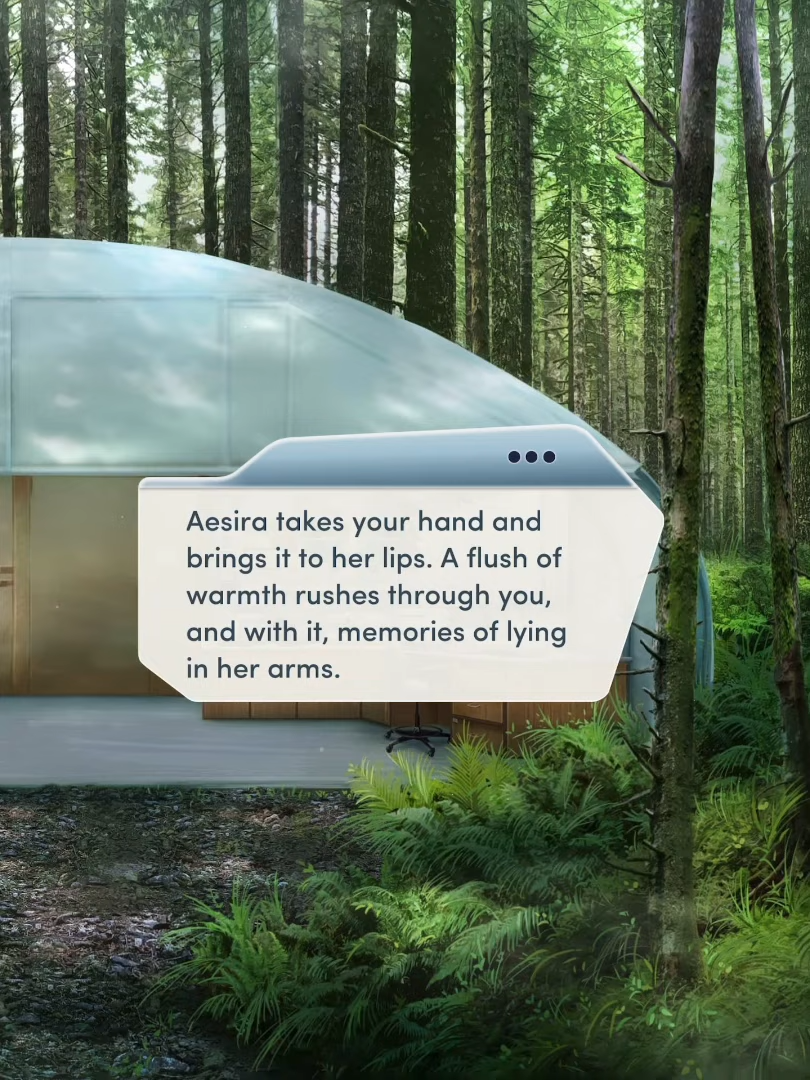 Aesira takes your hand and
brings it to her lips. A flush of
warmth rushes through you,
and with it, memories of lying
in her arms.